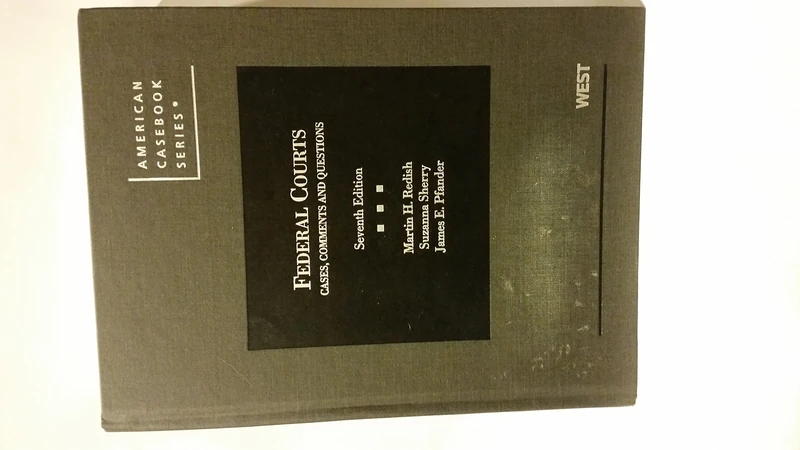 AMERICAN
CASEBOOK
SERIES®
FEDERAL COURTS
CASES, COMMENTS AND QUESTIONS
Seventh Edition
Martin H. Redish
Suzanna Sherry
James E. Pfander
WEST